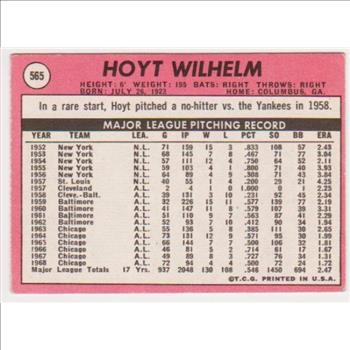 565
HOYT WILHELM
HEIGHT: 6' WEIGHT: 195 BATS: RIGHT THROWS: RIGHT
BORN: JULY 26, 1923 HOME: COLUMBUS, GA.
In a rare start, Hoyt pitched a no-hitter vs. the Yankees in 1958.
MAJOR LEAGUE PITCHING RECORD
YEAR TEAM LEA. G IP W L PCT SO BB ERA
1952 New York N.L. 71 159 15 3 .833 108 57 2.43
1953 New York N.L. 68 145 7 8 .467 71 77 3.04
1954 New York N.L. 57 111 12 4 .750 64 52
1955 New York N.L. 59 103 4 1 .800 71 40 3.93
1956 New York N.L. 64 89 4 9 .308 71 43
1957 St. Louis N.L. 40 55 1 4 .200 29 21 4.25
1957 Cleveland A.L. 2 1 0 1.000 0 1 2.25
1958 Cleve.-Balt. A.L. 39 131 3 10 .231 92 45 2.34
1959 Baltimore A.L. 32 226 15 11 .577 139 77 2.19
1960 Baltimore A.L. 41 147 11 8 .579 107 39 3.31
1961 Baltimore A.L. 51 110 9 7 .563 87 41 2.29
1962 Baltimore A.L. 52 93 7 10 .412 90 34 1.94
1963 Chicago A.L. 55 136 5 8 .385 111 30 2.64
1964 Chicago A.L. 73 131 12 9 .571 95 30 1.99
1965 Chicago A.L. 66 144 7 7 .500 106 32 1.81
1966 Chicago A.L. 46 81 5 2 .714 61 17
1967 Chicago A.L. 49 89 8 3 .727 76 34 1.31
1968 Chicago A.L. 72 94 4 4 .500 72 24
Major League Totals 17 Yrs. 937 2048 130 108 .546 1450 694 2.47
©T.C.G. PRINTED IN U.S.A.